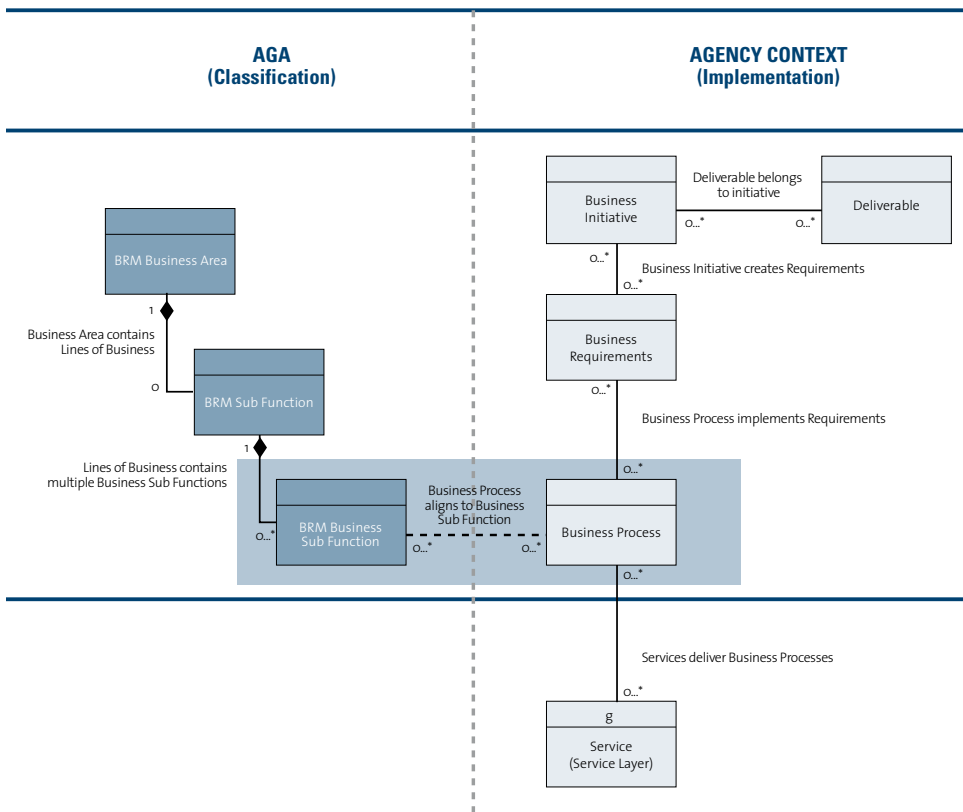 AGA
(Classification)
AGENCY CONTEXT
(Implementation)
BRM Business Area
1
Business Area contains
Lines of Business
0
BRM Sub Function
1
Lines of Business contains
multiple Business Sub Functions
0...*
BRM Business
Sub Function
0...*
Business Process
aligns to Business
Sub Function
0...*
Business
Initiative
0...*
Deliverable belongs
to initiative
0...*
Deliverable
0...*
Business Initiative creates Requirements
0...*
Business
Requirements
0...*
Business Process implements Requirements
0...*
Business Process
0...*
Services deliver Business Processes
0...*
g
Service
(Service Layer)